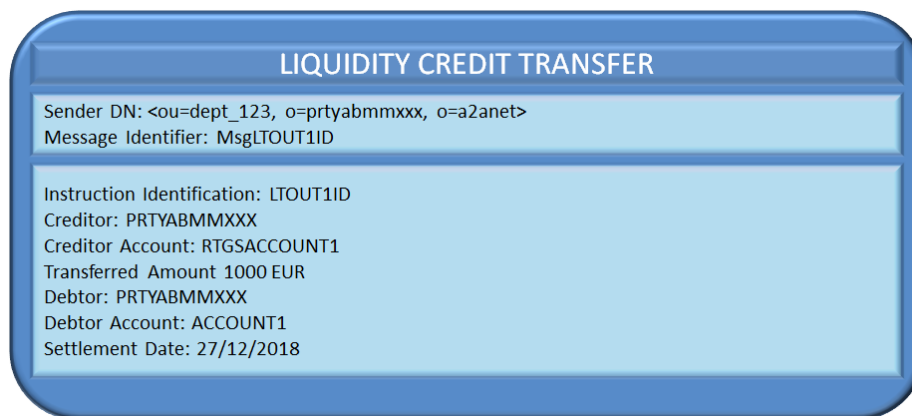 LIQUIDITY CREDIT TRANSFER
Sender DN: <ou=dept_123, o=prtyabmmxxx, o=a2anet>
Message Identifier: MsgLTOUT1ID
Instruction Identification: LTOUT1ID
Creditor: PRTYABMMXXX
Creditor Account: RTGSACCOUNT1
Transferred Amount 1000 EUR
Debtor: PRTYABMMXXX
Debtor Account: ACCOUNT1
Settlement Date: 27/12/2018